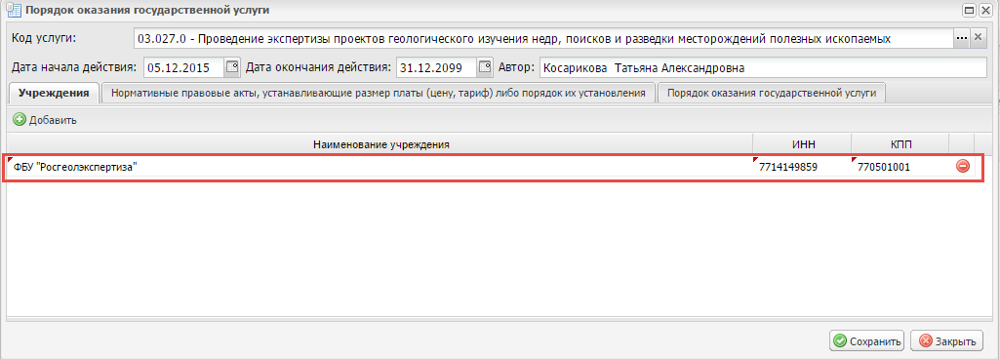 Порядок оказания государственной услуги
Код услуги: 03.027.0 - Проведение экспертизы проектов геологического изучения недр, поисков и разведки месторождений полезных ископаемых
Дата начала действия: 05.12.2015 Дата окончания действия: 31.12.2099 Автор: Косарикова Татьяна Александровна
Учреждения Нормативные правовые акты, устанавливающие размер платы (цену, тариф) либо порядок их установления Порядок оказания государственной услуги
Добавить
Наименование учреждения ИНН КПП
ФБУ "Росгеолэкспертиза" 7714149859 770501001
Сохранить Закрыть